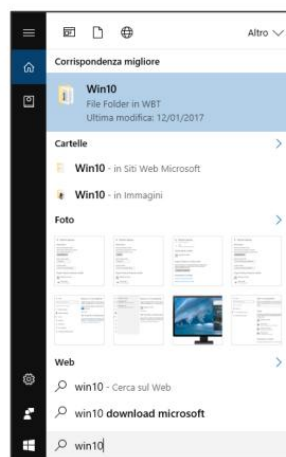 Altro
Corrispondenza migliore
Win10
File Folder in WBT
Ultima modifica: 12/01/2017
Cartelle
Win10 - in Siti Web Microsoft
Win10 - in Immagini
Foto
Web
win10 - Cerca sul Web
win10 download microsoft
win10